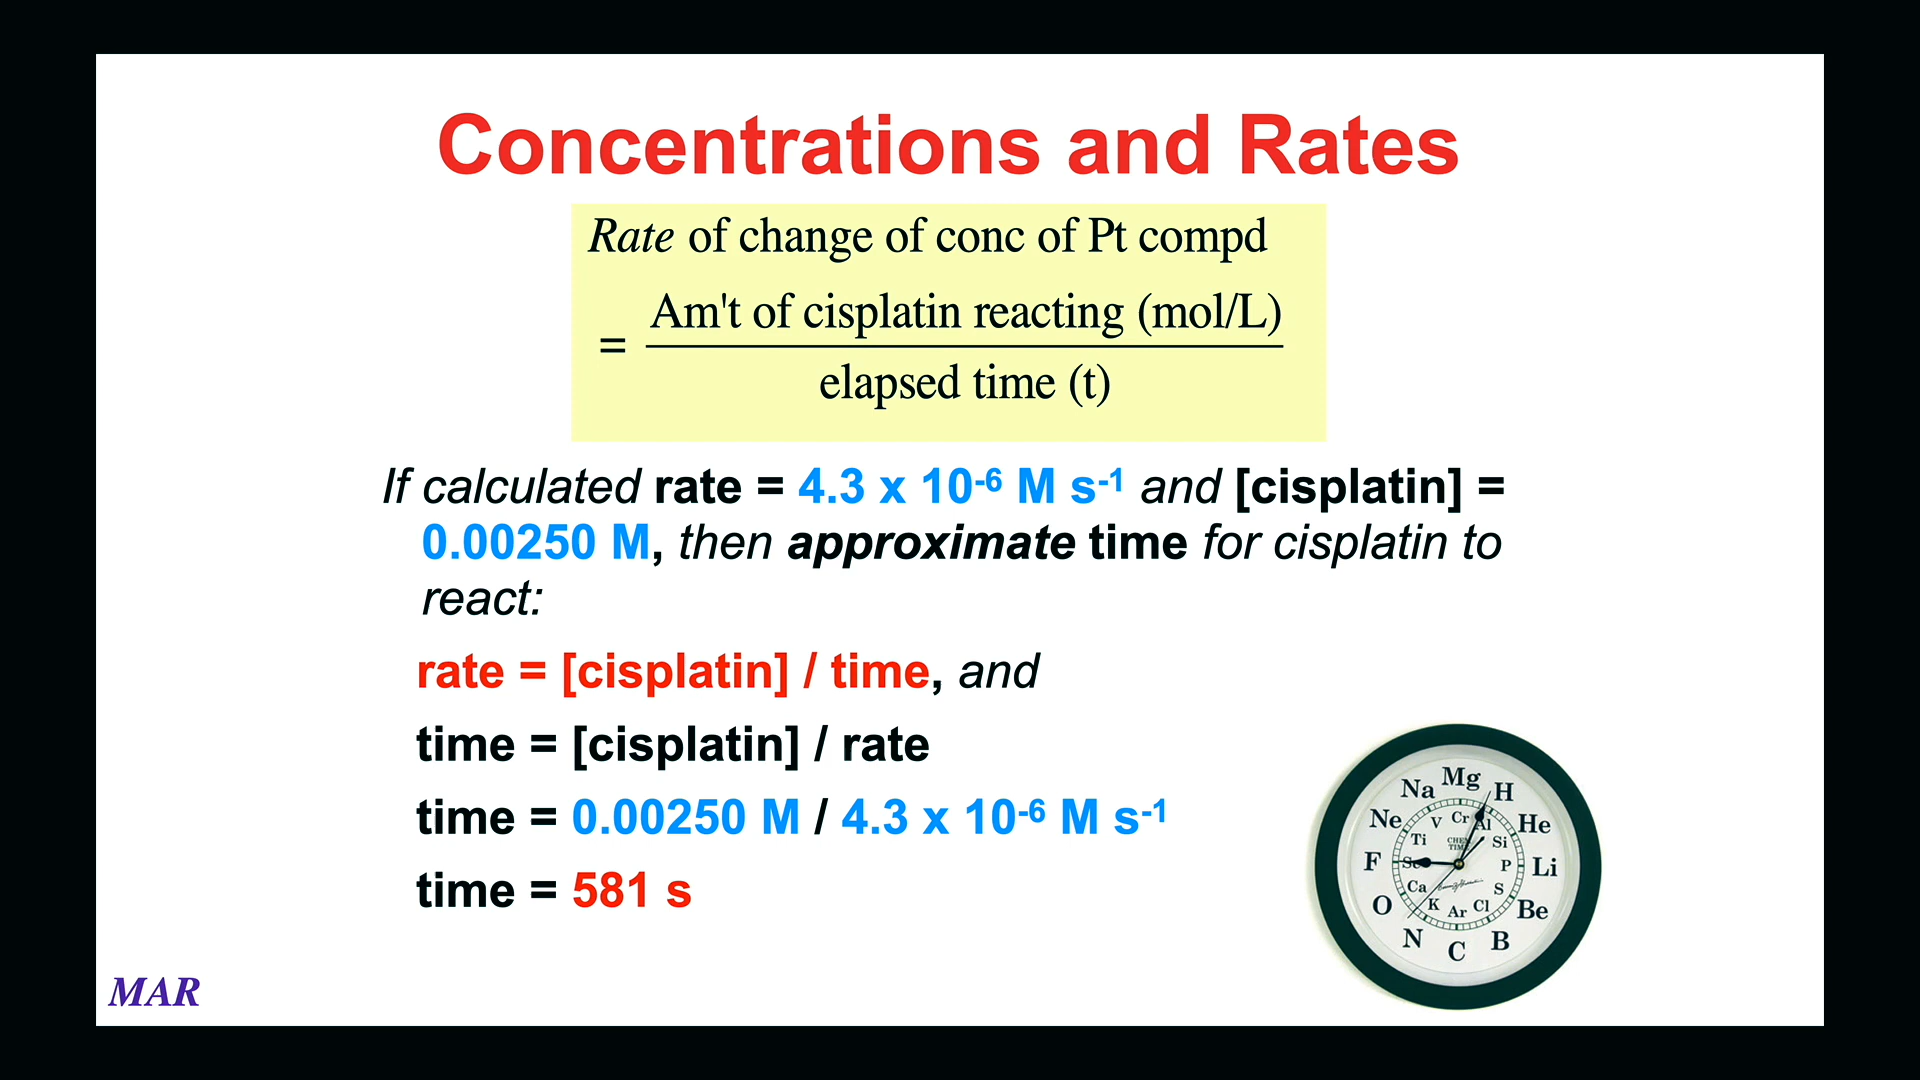 Concentrations and Rates
Rate of change of conc of Pt compd
= Am't of cisplatin reacting (mol/L)
elapsed time (t)
If calculated rate = 4.3 x 10⁻⁶ M s⁻¹ and [cisplatin] =
0.00250 M, then approximate time for cisplatin to
react:
rate = [cisplatin] / time, and
time = [cisplatin] / rate
time = 0.00250 M / 4.3 x 10⁻⁶ M s⁻¹
time = 581 s
Mg
H
He
Li
Be
B
C
N
O
F
Ne
Na
Cr
Al
Si
P
S
Cl
Ar
K
Ca
Sc
Ti
V
CHEM
TIME
MAR